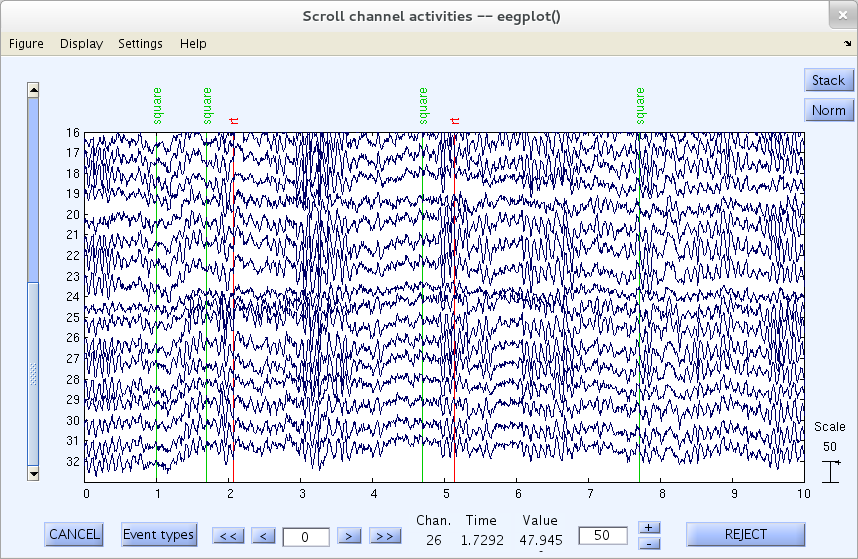 Scroll channel activities -- eegplot()
Figure Display Settings Help
square square rt square rt square
Stack
Norm
16
17
18
19
20
21
22
23
24
25
26
27
28
29
30
31
32
0 1 2 3 4 5 6 7 8 9 10
Scale
50
CANCEL Event types << < 0 > >>
Chan. Time Value
26 1.7292 47.945
50 + -
REJECT